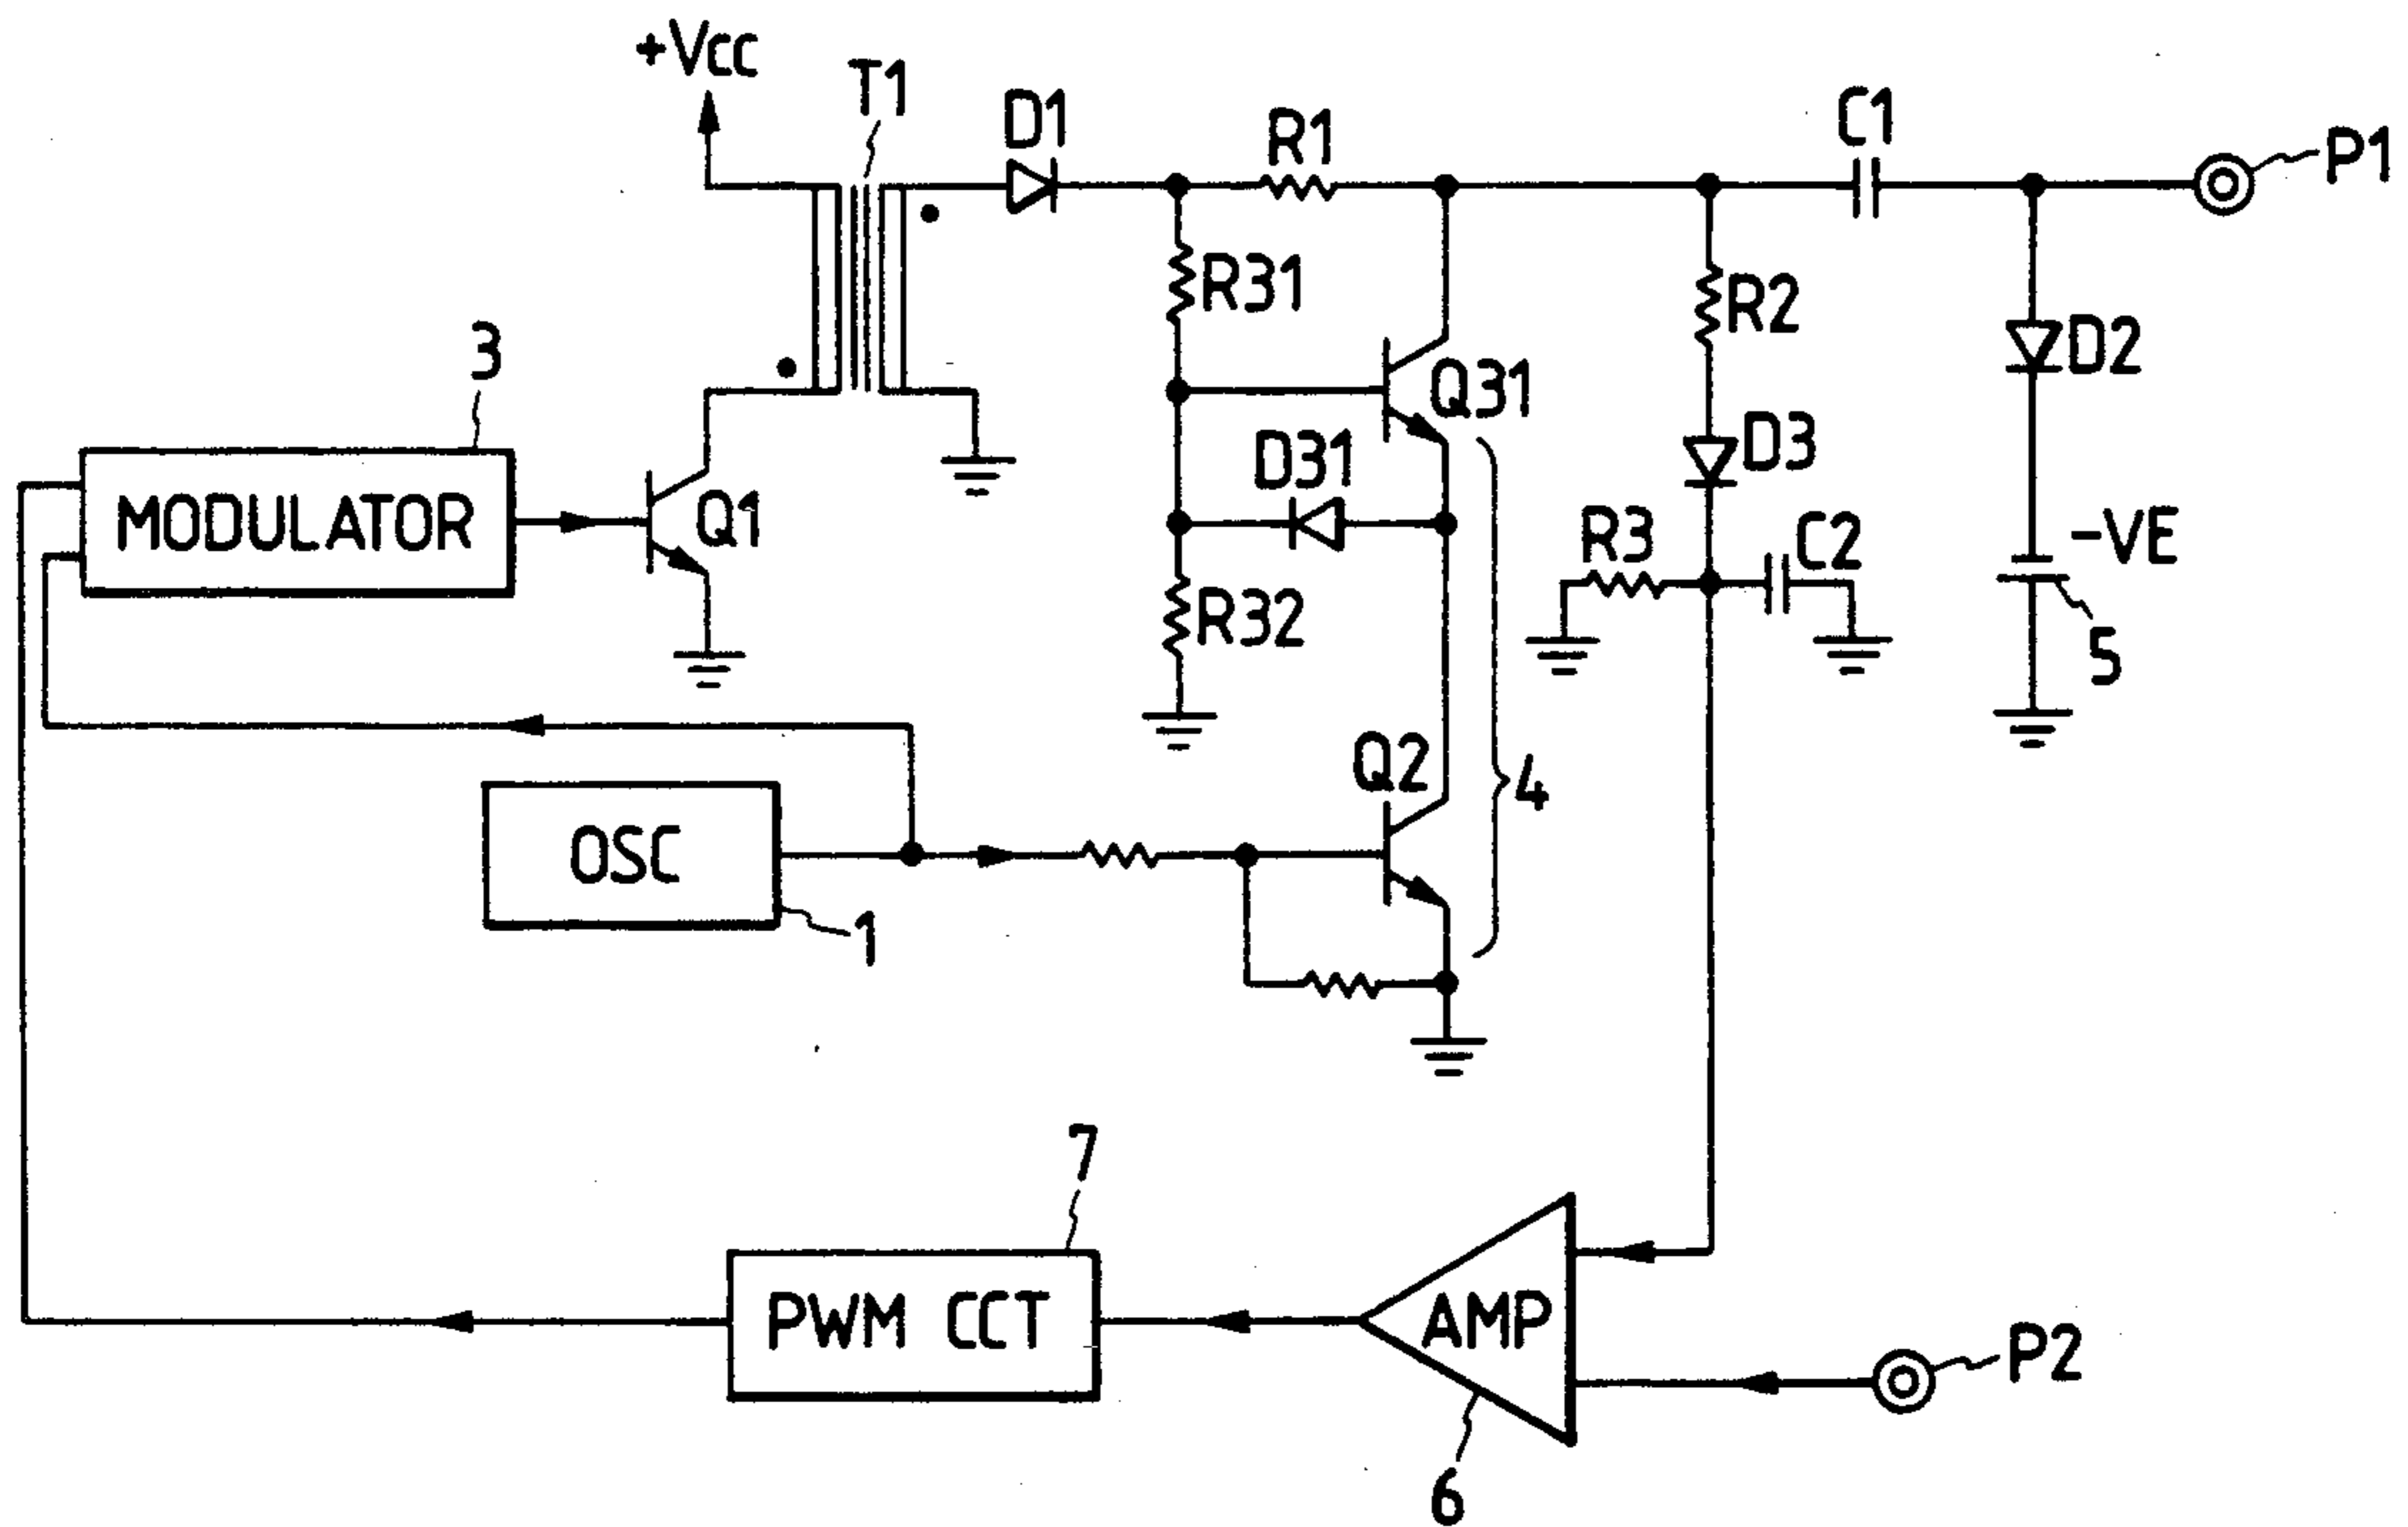 +VCC
T1
D1
R1
C1
P1
R31
R2
D2
3
Q31
D3
D31
MODULATOR
Q1
R3
C2
-VE
R32
5
Q2
4
OSC
1
7
PWM CCT
AMP
P2
6